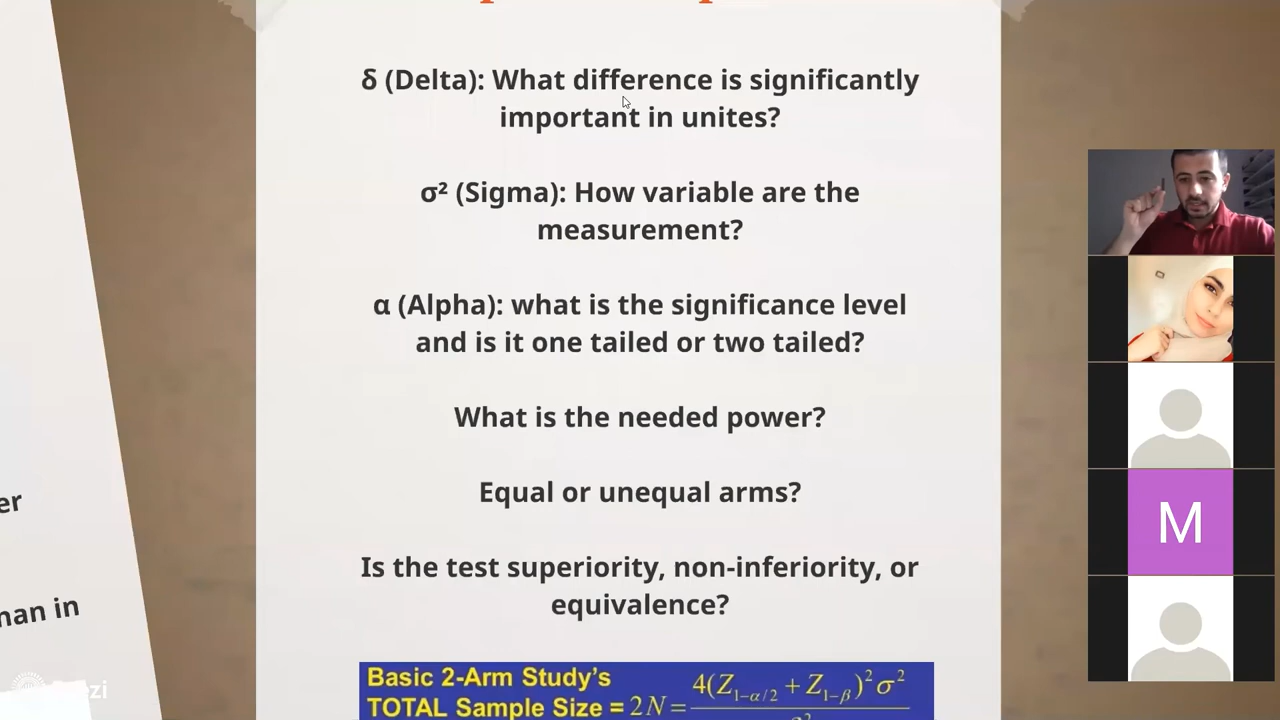 δ (Delta): What difference is significantly
important in unites?
σ² (Sigma): How variable are the
measurement?
α (Alpha): what is the significance level
and is it one tailed or two tailed?
What is the needed power?
Equal or unequal arms?
Is the test superiority, non-inferiority, or
equivalence?
Basic 2-Arm Study's
TOTAL Sample Size = 2N = 4(Z₁₋α/₂ + Z₁₋β)² σ²
er
nan in
M